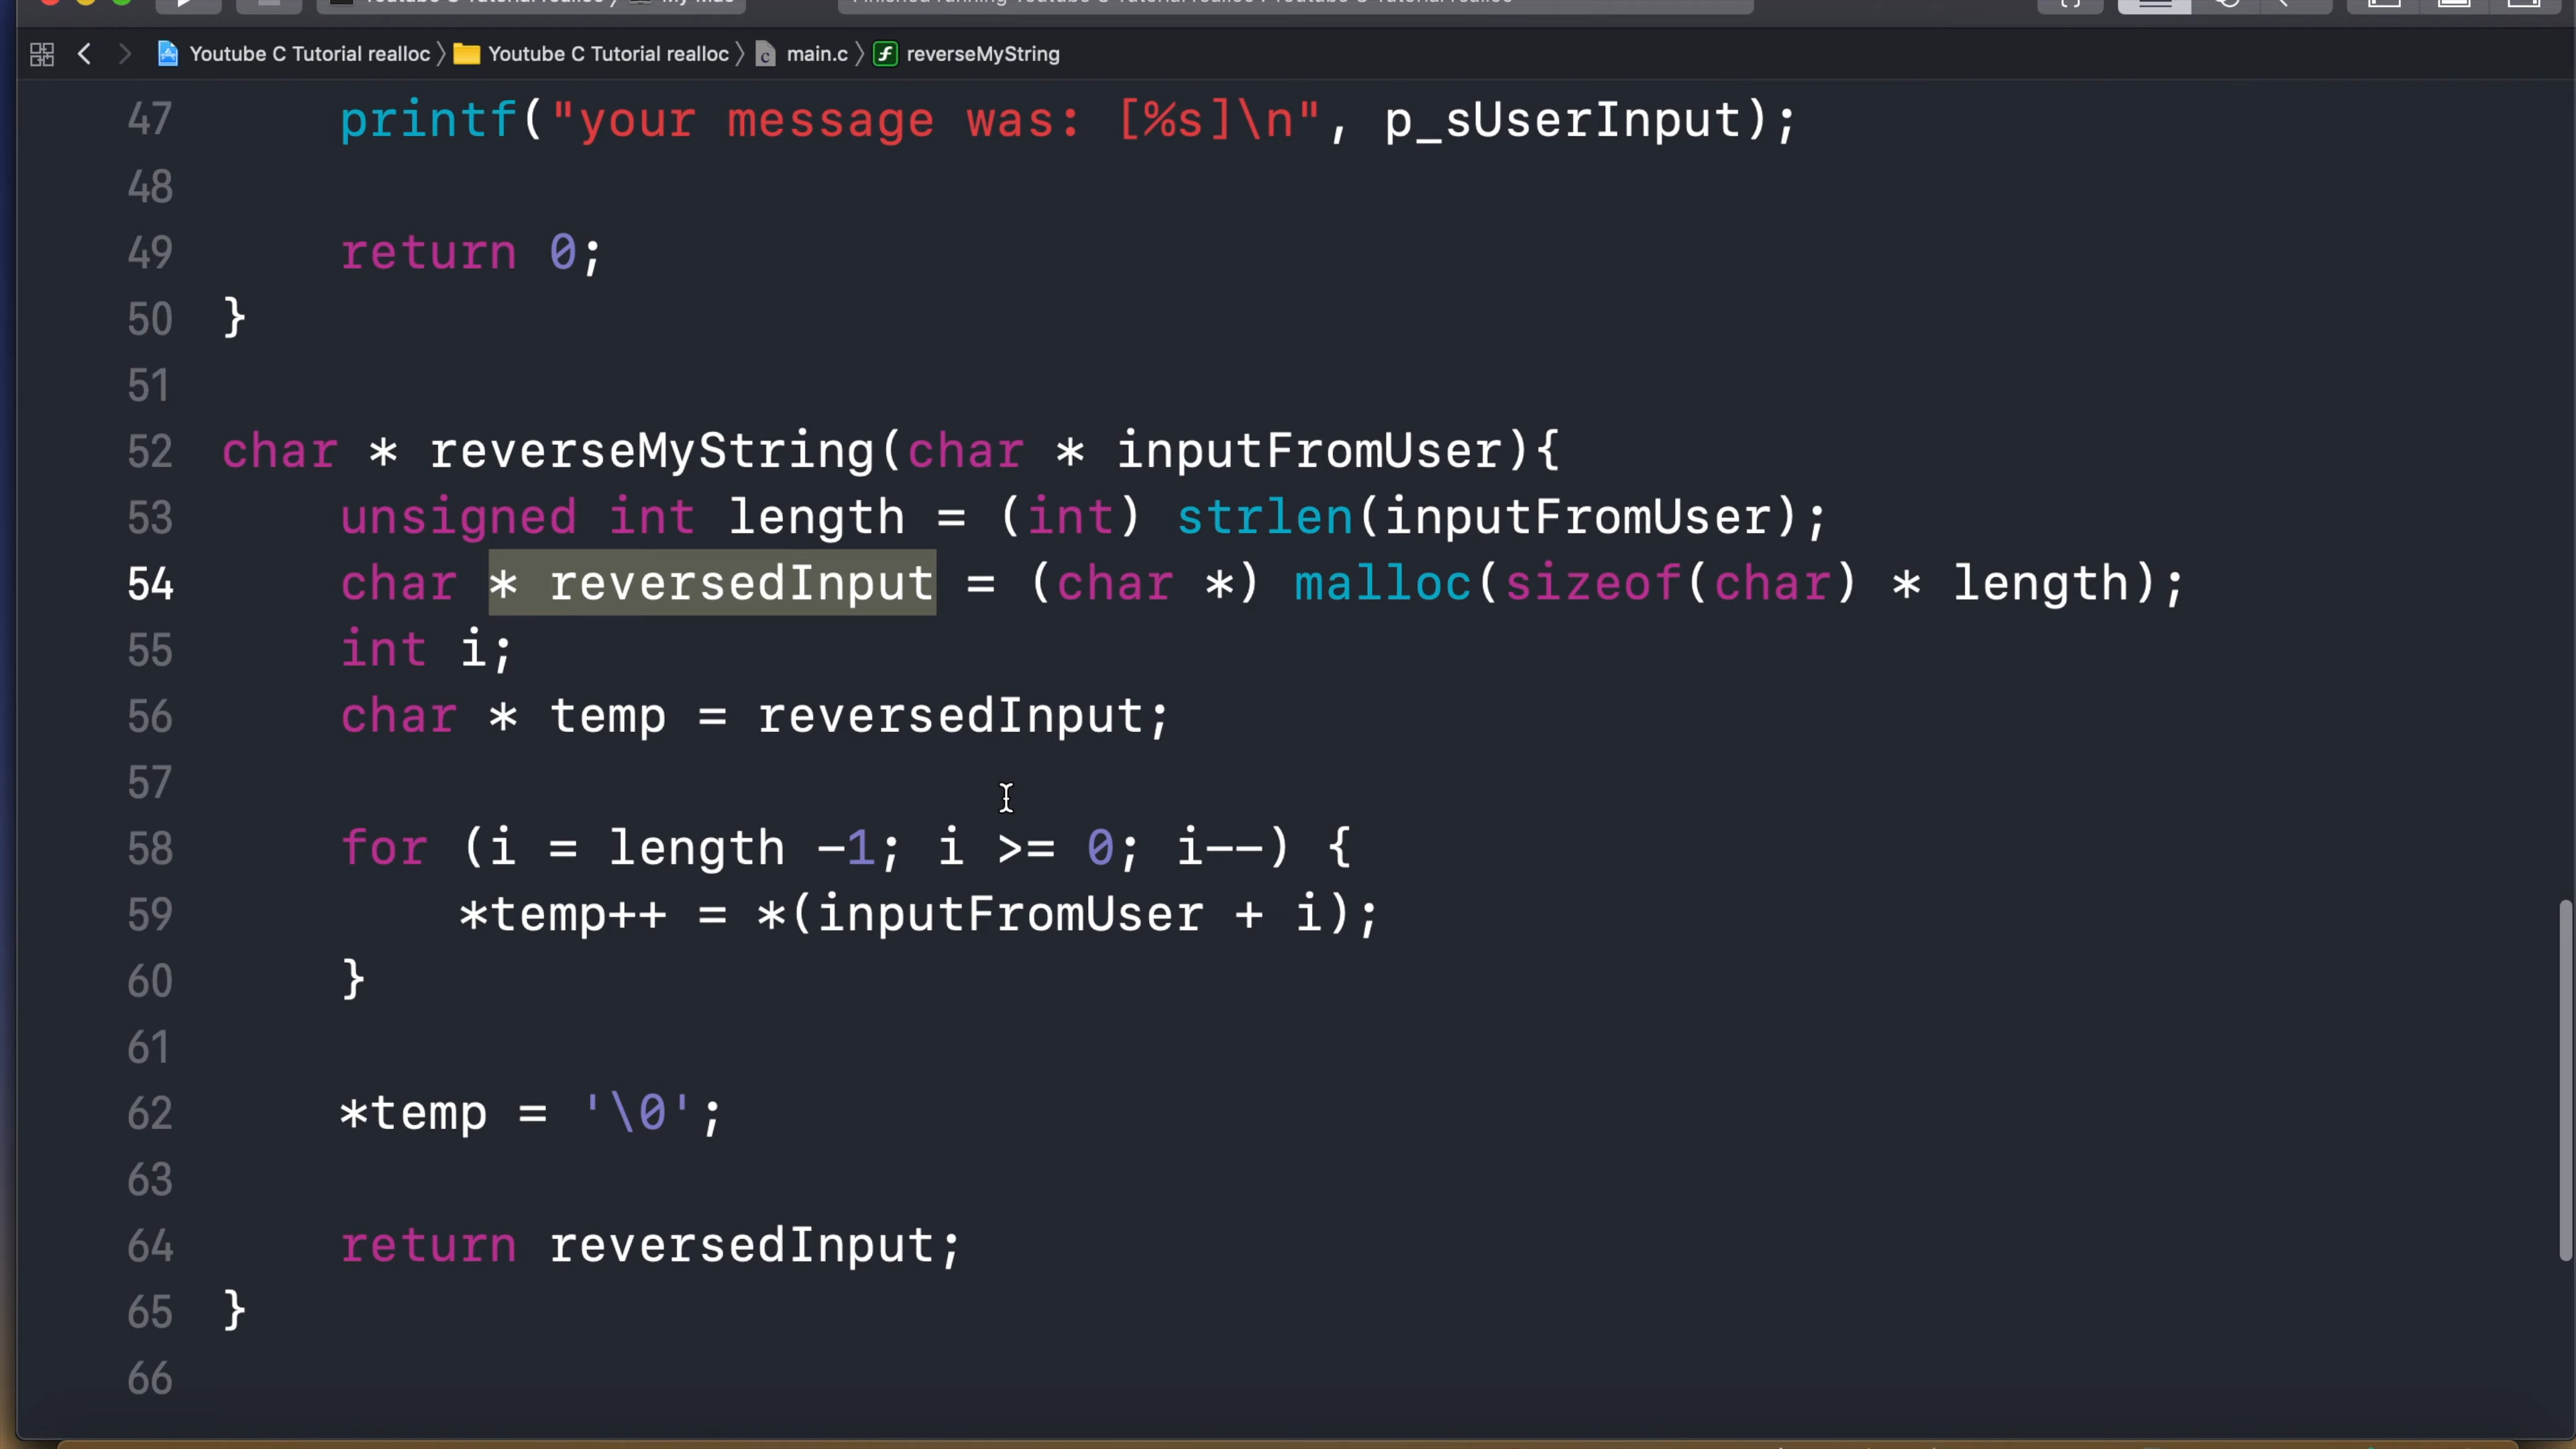 Youtube C Tutorial realloc Youtube C Tutorial realloc main.c reverseMyString
47 printf("your message was: [%s]\n", p_sUserInput);
48
49 return 0;
50 }
51
52 char * reverseMyString(char * inputFromUser){
53 unsigned int length = (int) strlen(inputFromUser);
54 char * reversedInput = (char *) malloc(sizeof(char) * length);
55 int i;
56 char * temp = reversedInput;
57
58 for (i = length -1; i >= 0; i--) {
59 *temp++ = *(inputFromUser + i);
60 }
61
62 *temp = '\0';
63
64 return reversedInput;
65 }
66